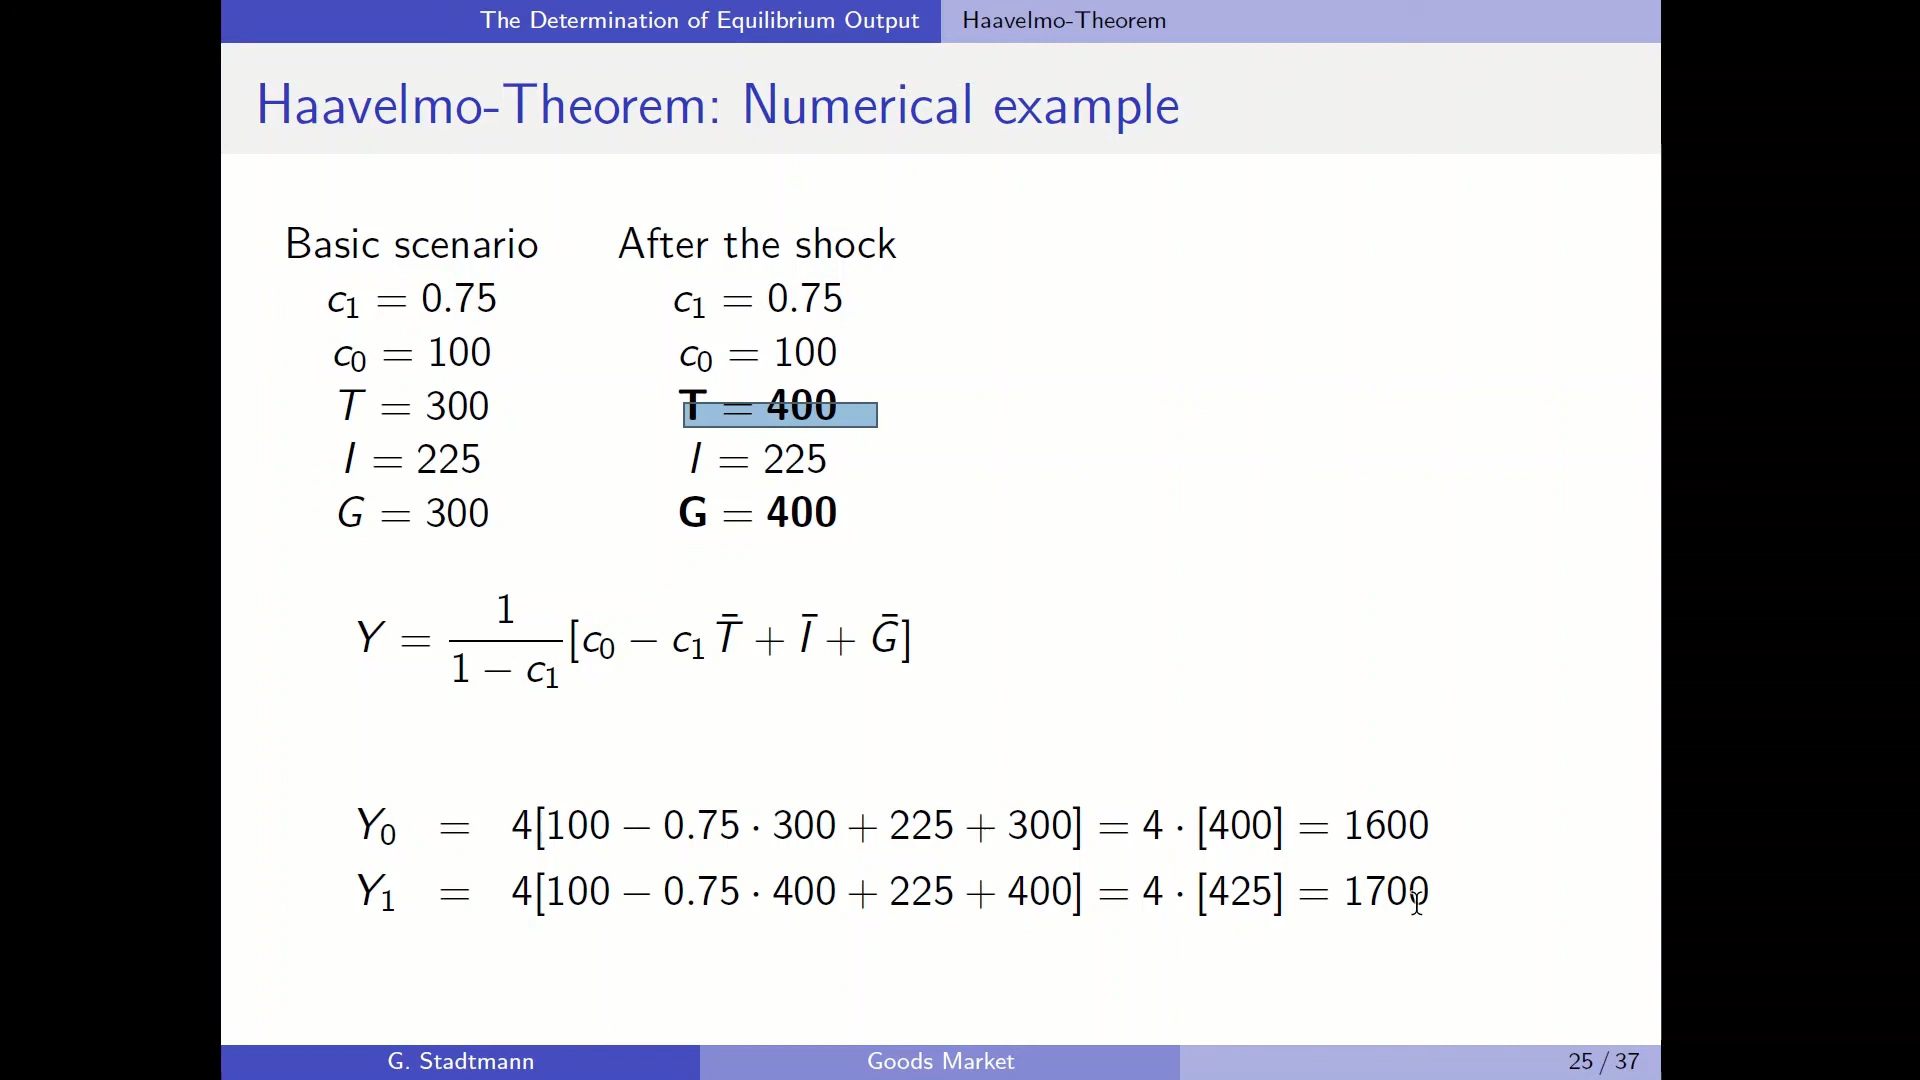 The Determination of Equilibrium Output Haavelmo-Theorem
Haavelmo-Theorem: Numerical example
Basic scenario After the shock
c₁ = 0.75 c₁ = 0.75
c₀ = 100 c₀ = 100
T = 300 T = 400
I = 225 I = 225
G = 300 G = 400
Y = 1 / (1 − c₁) [c₀ − c₁ T̄ + Ī + Ḡ]
Y₀ = 4[100 − 0.75 · 300 + 225 + 300] = 4 · [400] = 1600
Y₁ = 4[100 − 0.75 · 400 + 225 + 400] = 4 · [425] = 1700
G. Stadtmann Goods Market 25 / 37